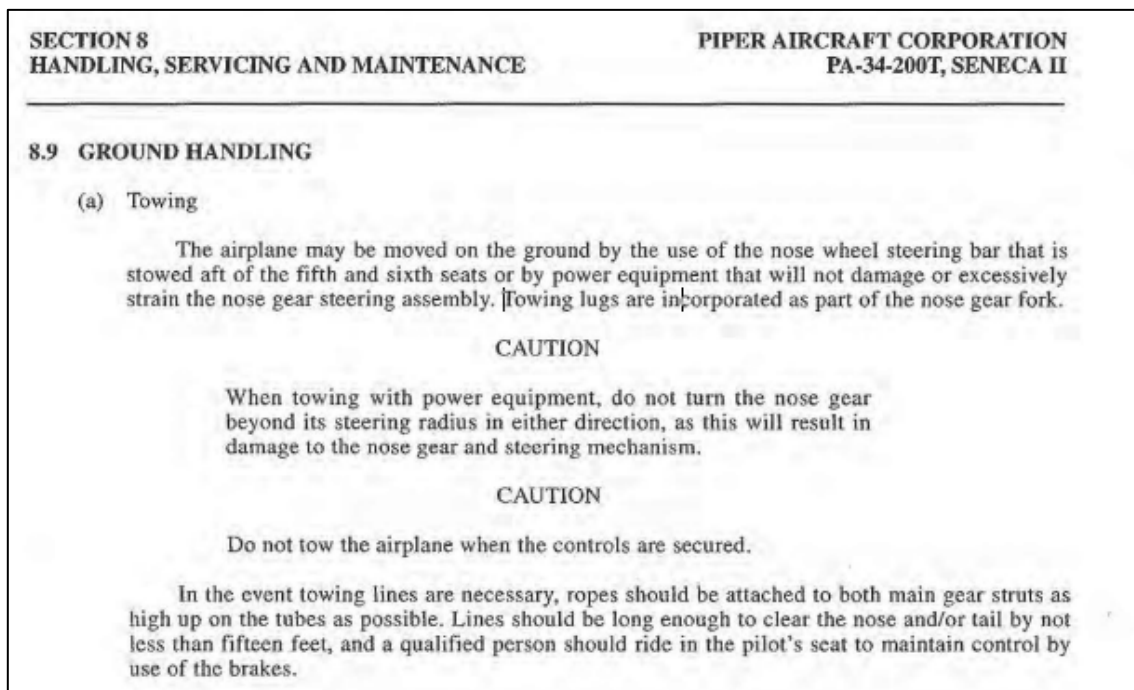 SECTION 8
HANDLING, SERVICING AND MAINTENANCE
PIPER AIRCRAFT CORPORATION
PA-34-200T, SENECA II
8.9 GROUND HANDLING
(a) Towing
The airplane may be moved on the ground by the use of the nose wheel steering bar that is
stowed aft of the fifth and sixth seats or by power equipment that will not damage or excessively
strain the nose gear steering assembly. Towing lugs are incorporated as part of the nose gear fork.
CAUTION
When towing with power equipment, do not turn the nose gear
beyond its steering radius in either direction, as this will result in
damage to the nose gear and steering mechanism.
CAUTION
Do not tow the airplane when the controls are secured.
In the event towing lines are necessary, ropes should be attached to both main gear struts as
high up on the tubes as possible. Lines should be long enough to clear the nose and/or tail by not
less than fifteen feet, and a qualified person should ride in the pilot's seat to maintain control by
use of the brakes.